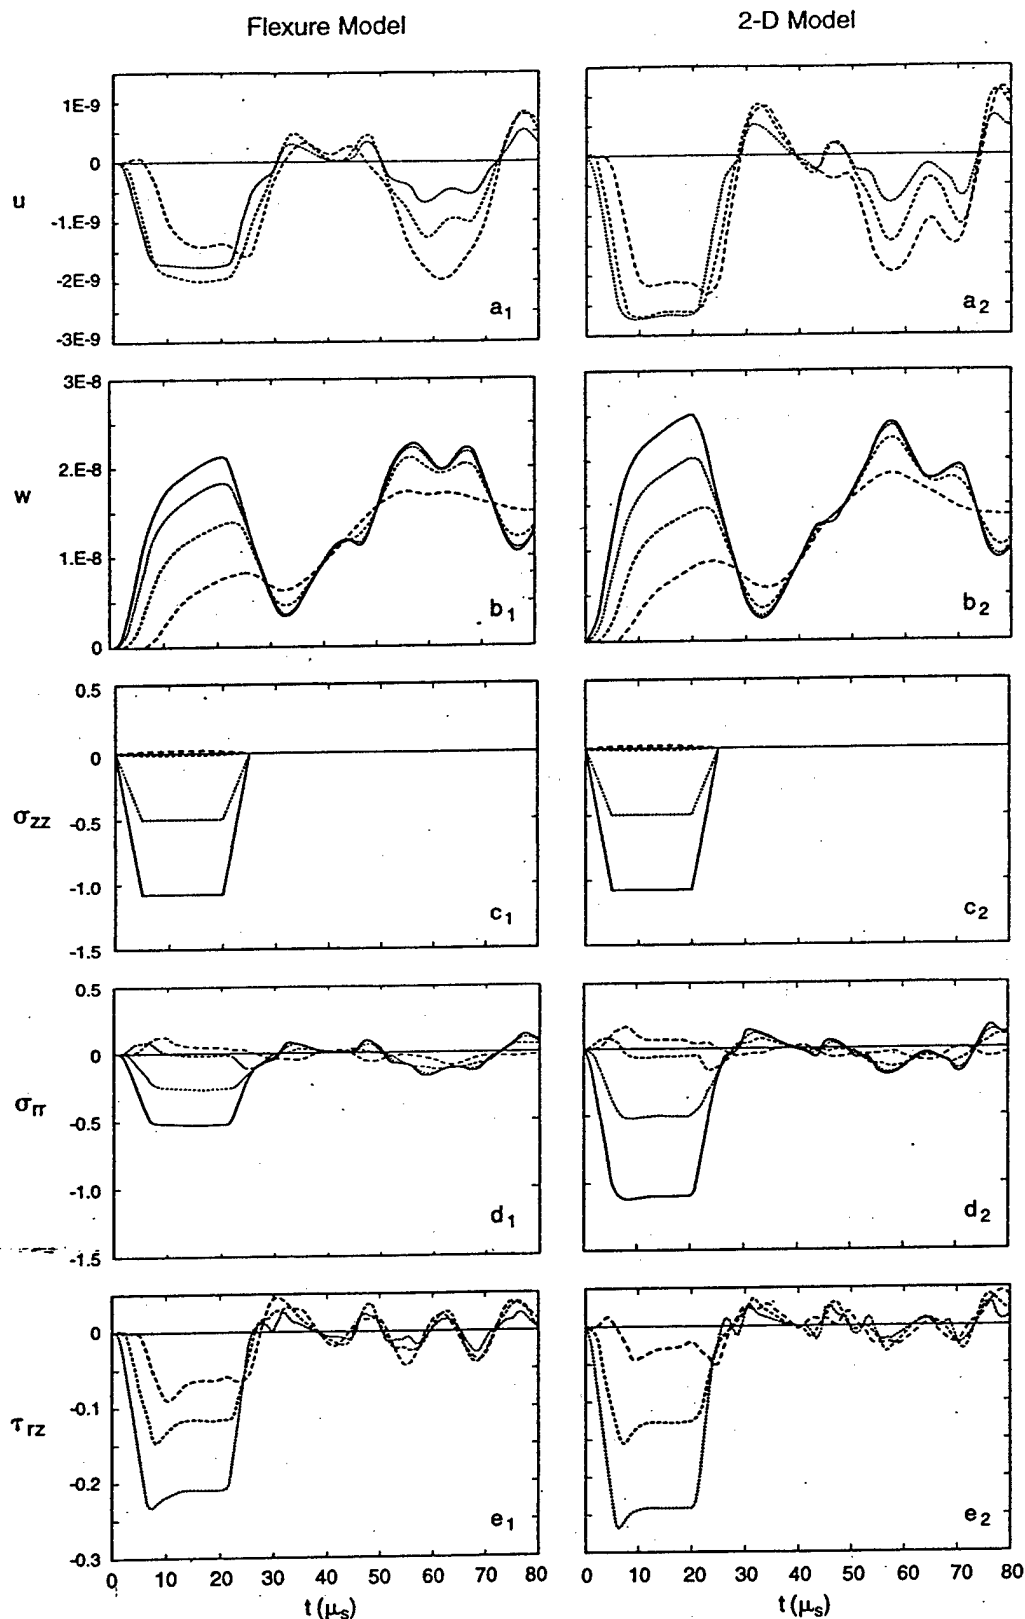 Flexure Model
2-D Model
1E-9
0
u
-1.E-9
-2E-9
-3E-9
a1
a2
3E-8
2.E-8
w
1.E-8
0
b1
b2
0.5
0
σzz
-0.5
-1.0
-1.5
c1
c2
0.5
0
σrr
-0.5
-1.0
-1.5
d1
d2
0
-0.1
τrz
-0.2
-0.3
e1
e2
0 10 20 30 40 50 60 70 80
0 10 20 30 40 50 60 70 80
t (μs)
t (μs)